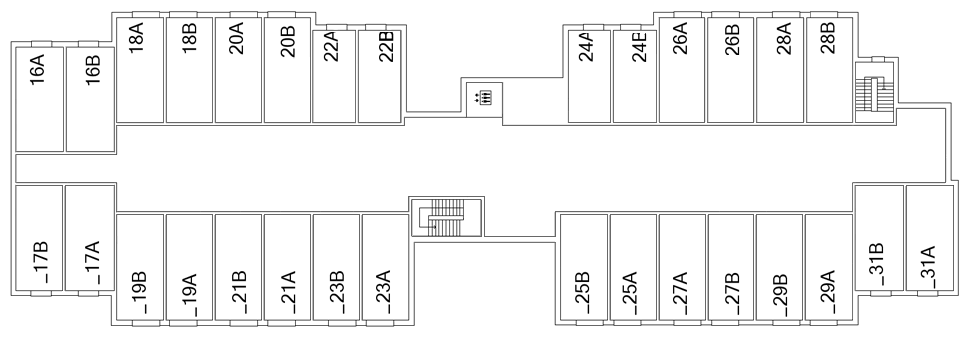 16A
16B
18A
18B
20A
20B
22A
22B
24A
24B
26A
26B
28A
28B
_17B
_17A
_19B
_19A
_21B
_21A
_23B
_23A
_25B
_25A
_27A
_27B
_29B
_29A
_31B
_31A